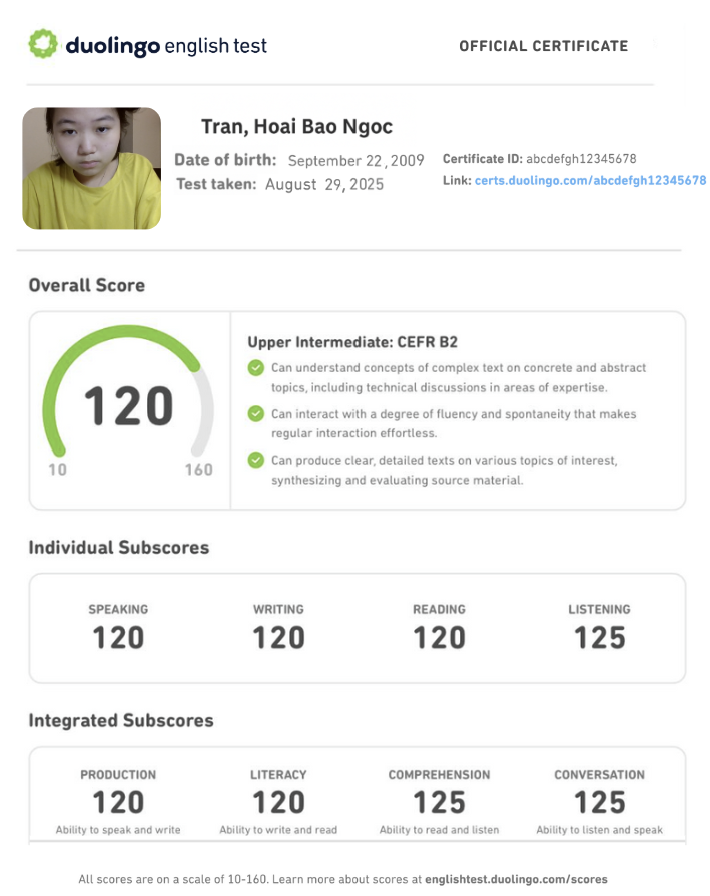 duolingo english test
OFFICIAL CERTIFICATE
Tran, Hoai Bao Ngoc
Date of birth: September 22, 2009
Test taken: August 29, 2025
Certificate ID: abcdefgh12345678
Link: certs.duolingo.com/abcdefgh12345678
Overall Score
120
10
160
Upper Intermediate: CEFR B2
Can understand concepts of complex text on concrete and abstract
topics, including technical discussions in areas of expertise.
Can interact with a degree of fluency and spontaneity that makes
regular interaction effortless.
Can produce clear, detailed texts on various topics of interest,
synthesizing and evaluating source material.
Individual Subscores
SPEAKING
120
WRITING
120
READING
120
LISTENING
125
Integrated Subscores
PRODUCTION
120
Ability to speak and write
LITERACY
120
Ability to write and read
COMPREHENSION
125
Ability to read and listen
CONVERSATION
125
Ability to listen and speak
All scores are on a scale of 10-160. Learn more about scores at englishtest.duolingo.com/scores